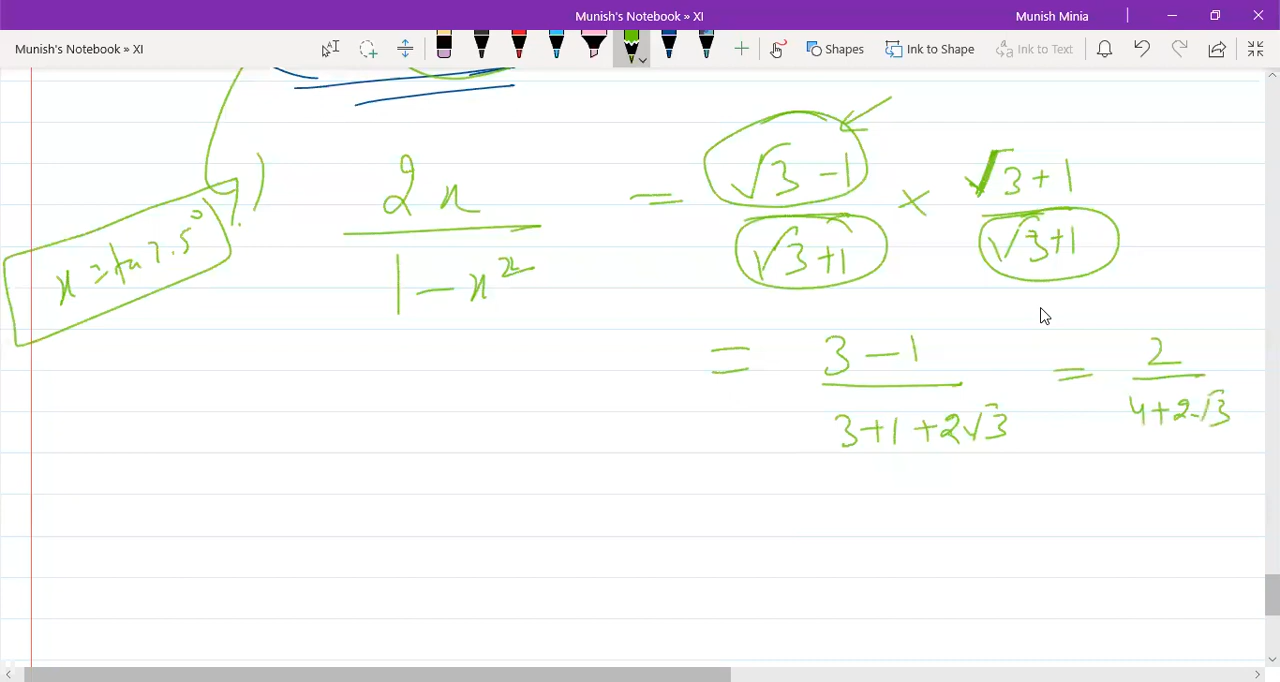 Munish's Notebook » XI
Munish Minia
Munish's Notebook » XI
Shapes
Ink to Shape
Ink to Text
x = tan 7.5°
2x / 1 − x² = √3 − 1 / √3 + 1 × √3 + 1 / √3 + 1
= 3 − 1 / 3 + 1 + 2√3 = 2 / 4 + 2√3